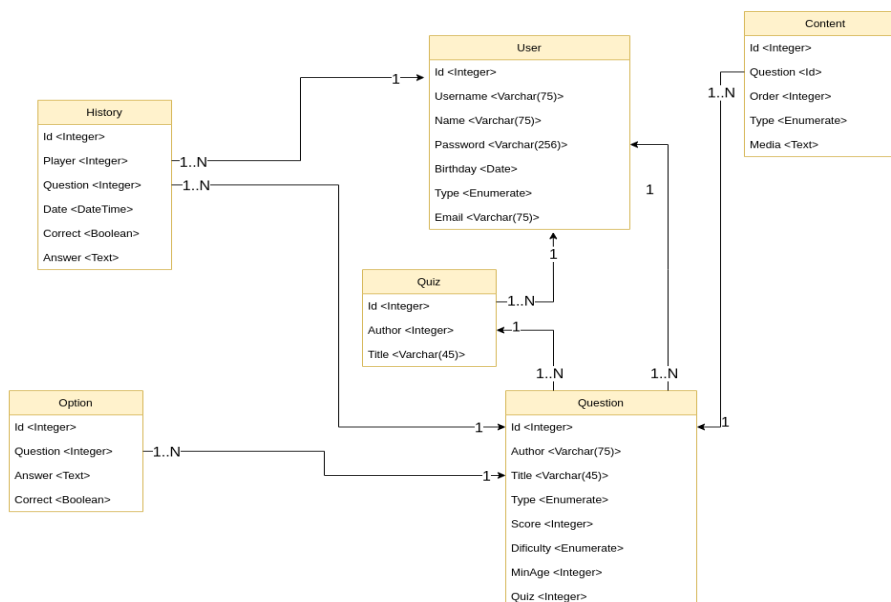 Content
Id <Integer>
Question <Id>
Order <Integer>
Type <Enumerate>
Media <Text>
1..N
1
User
Id <Integer>
Username <Varchar(75)>
Name <Varchar(75)>
Password <Varchar(256)>
Birthday <Date>
Type <Enumerate>
Email <Varchar(75)>
1
1
1
History
Id <Integer>
Player <Integer>
Question <Integer>
Date <DateTime>
Correct <Boolean>
Answer <Text>
1..N
1..N
Quiz
Id <Integer>
Author <Integer>
Title <Varchar(45)>
1..N
1
1..N
1..N
Option
Id <Integer>
Question <Integer>
Answer <Text>
Correct <Boolean>
1..N
1
1
Question
Id <Integer>
Author <Varchar(75)>
Title <Varchar(45)>
Type <Enumerate>
Score <Integer>
Dificulty <Enumerate>
MinAge <Integer>
Quiz <Integer>